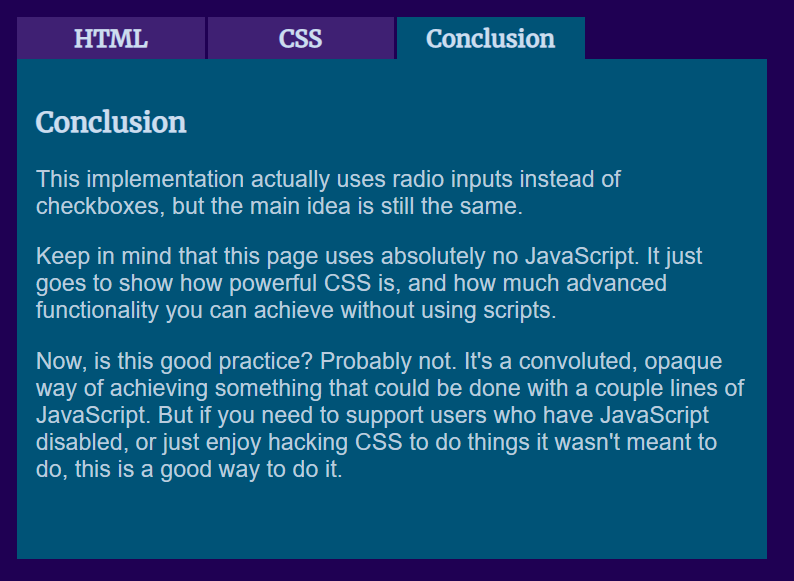 HTML
CSS
Conclusion
Conclusion
This implementation actually uses radio inputs instead of
checkboxes, but the main idea is still the same.
Keep in mind that this page uses absolutely no JavaScript. It just
goes to show how powerful CSS is, and how much advanced
functionality you can achieve without using scripts.
Now, is this good practice? Probably not. It's a convoluted, opaque
way of achieving something that could be done with a couple lines of
JavaScript. But if you need to support users who have JavaScript
disabled, or just enjoy hacking CSS to do things it wasn't meant to
do, this is a good way to do it.